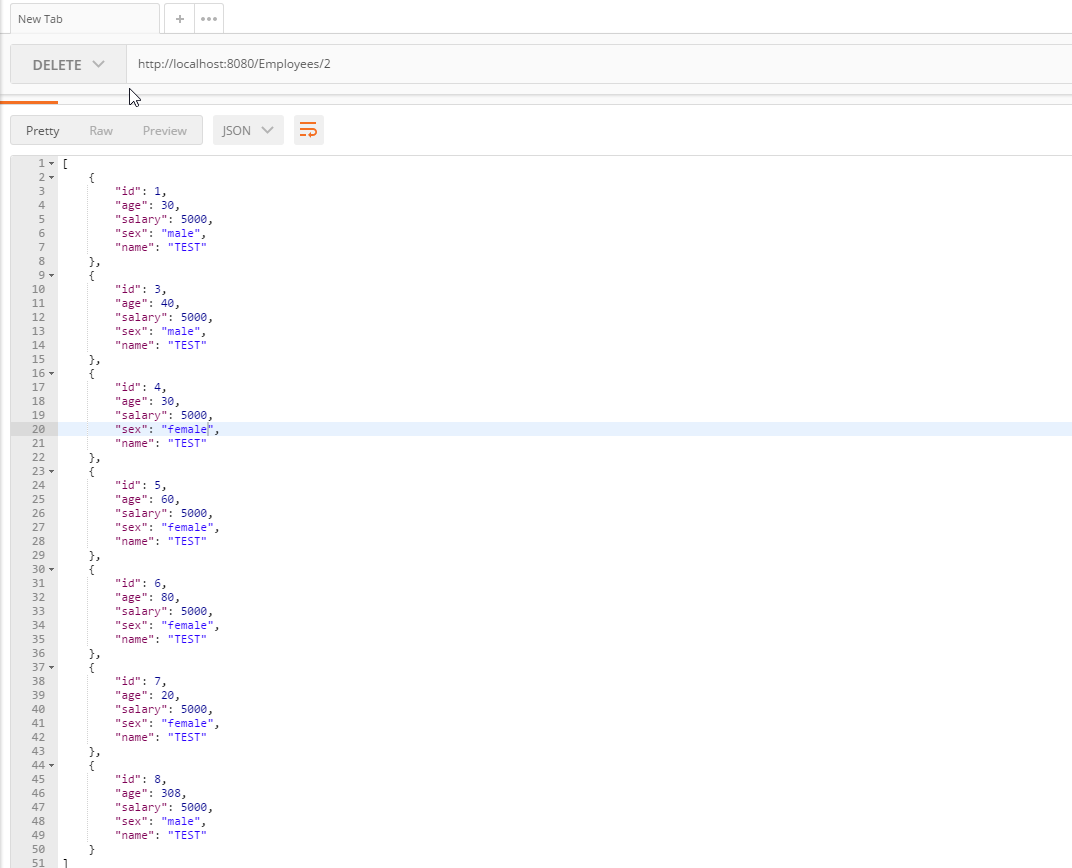 New Tab + •••
DELETE http://localhost:8080/Employees/2
Pretty Raw Preview JSON
1 [
2 {
3 "id": 1,
4 "age": 30,
5 "salary": 5000,
6 "sex": "male",
7 "name": "TEST"
8 },
9 {
10 "id": 3,
11 "age": 40,
12 "salary": 5000,
13 "sex": "male",
14 "name": "TEST"
15 },
16 {
17 "id": 4,
18 "age": 30,
19 "salary": 5000,
20 "sex": "female",
21 "name": "TEST"
22 },
23 {
24 "id": 5,
25 "age": 60,
26 "salary": 5000,
27 "sex": "female",
28 "name": "TEST"
29 },
30 {
31 "id": 6,
32 "age": 80,
33 "salary": 5000,
34 "sex": "female",
35 "name": "TEST"
36 },
37 {
38 "id": 7,
39 "age": 20,
40 "salary": 5000,
41 "sex": "female",
42 "name": "TEST"
43 },
44 {
45 "id": 8,
46 "age": 308,
47 "salary": 5000,
48 "sex": "male",
49 "name": "TEST"
50 }
51 ]